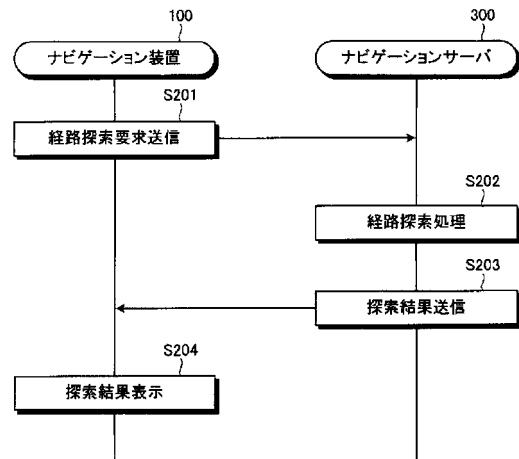 100
300
ナビゲーション装置
ナビゲーションサーバ
S201
経路探索要求送信
S202
経路探索処理
S203
探索結果送信
S204
探索結果表示